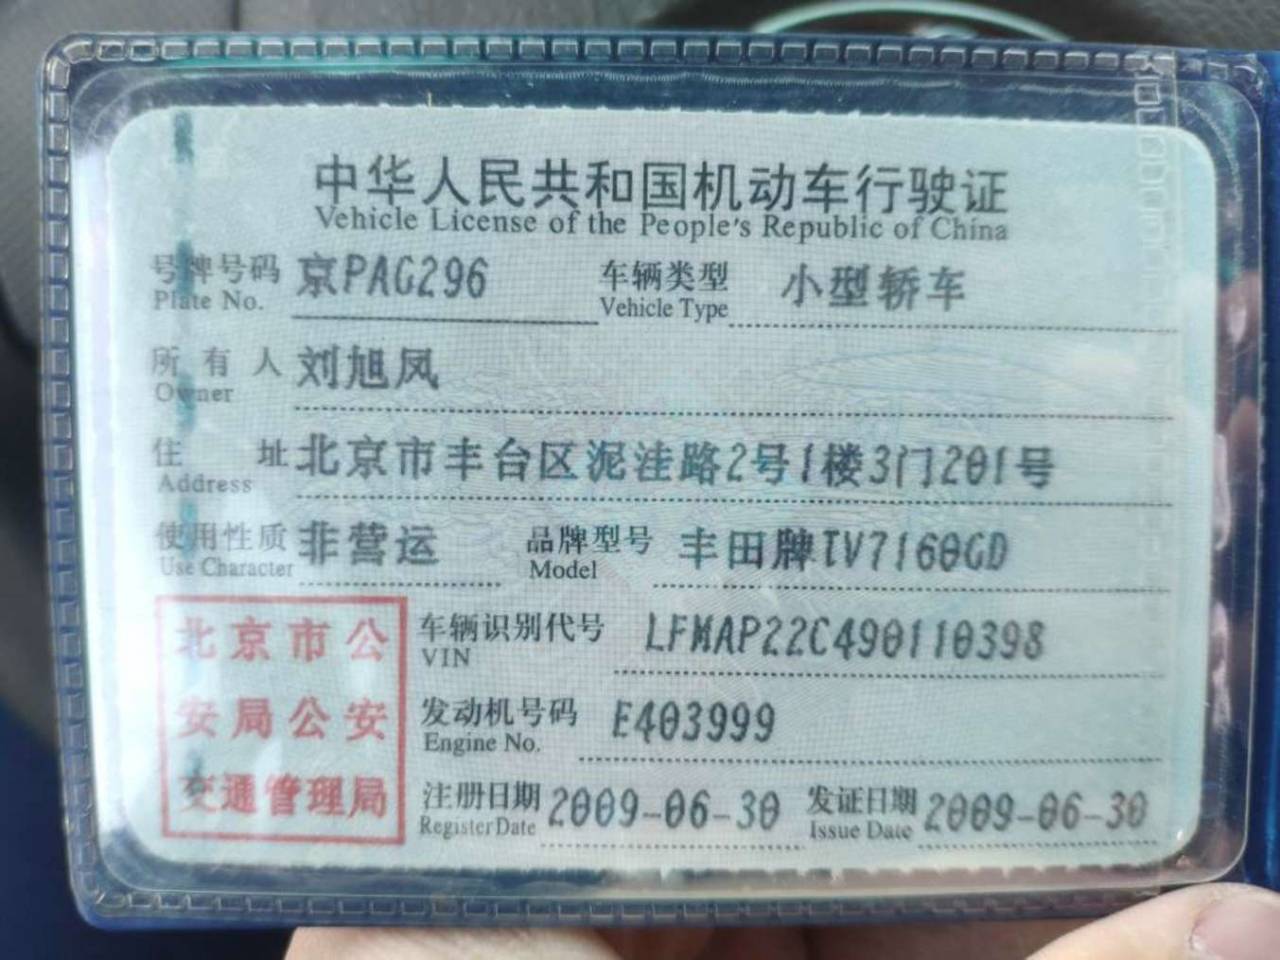 中华人民共和国机动车行驶证
Vehicle License of the People's Republic of China
号牌号码 京PAG296 车辆类型 小型轿车
Plate No. Vehicle Type
所有人 刘旭凤
Owner
住址 北京市丰台区泥洼路2号1楼3门201号
Address
使用性质 非营运 品牌型号 丰田牌TV7160GD
Use Character Model
北京市公
安局公安
交通管理局
车辆识别代号 LFMAP22C490110398
VIN
发动机号码 E403999
Engine No.
注册日期 2009-06-30 发证日期 2009-06-30
Register Date Issue Date